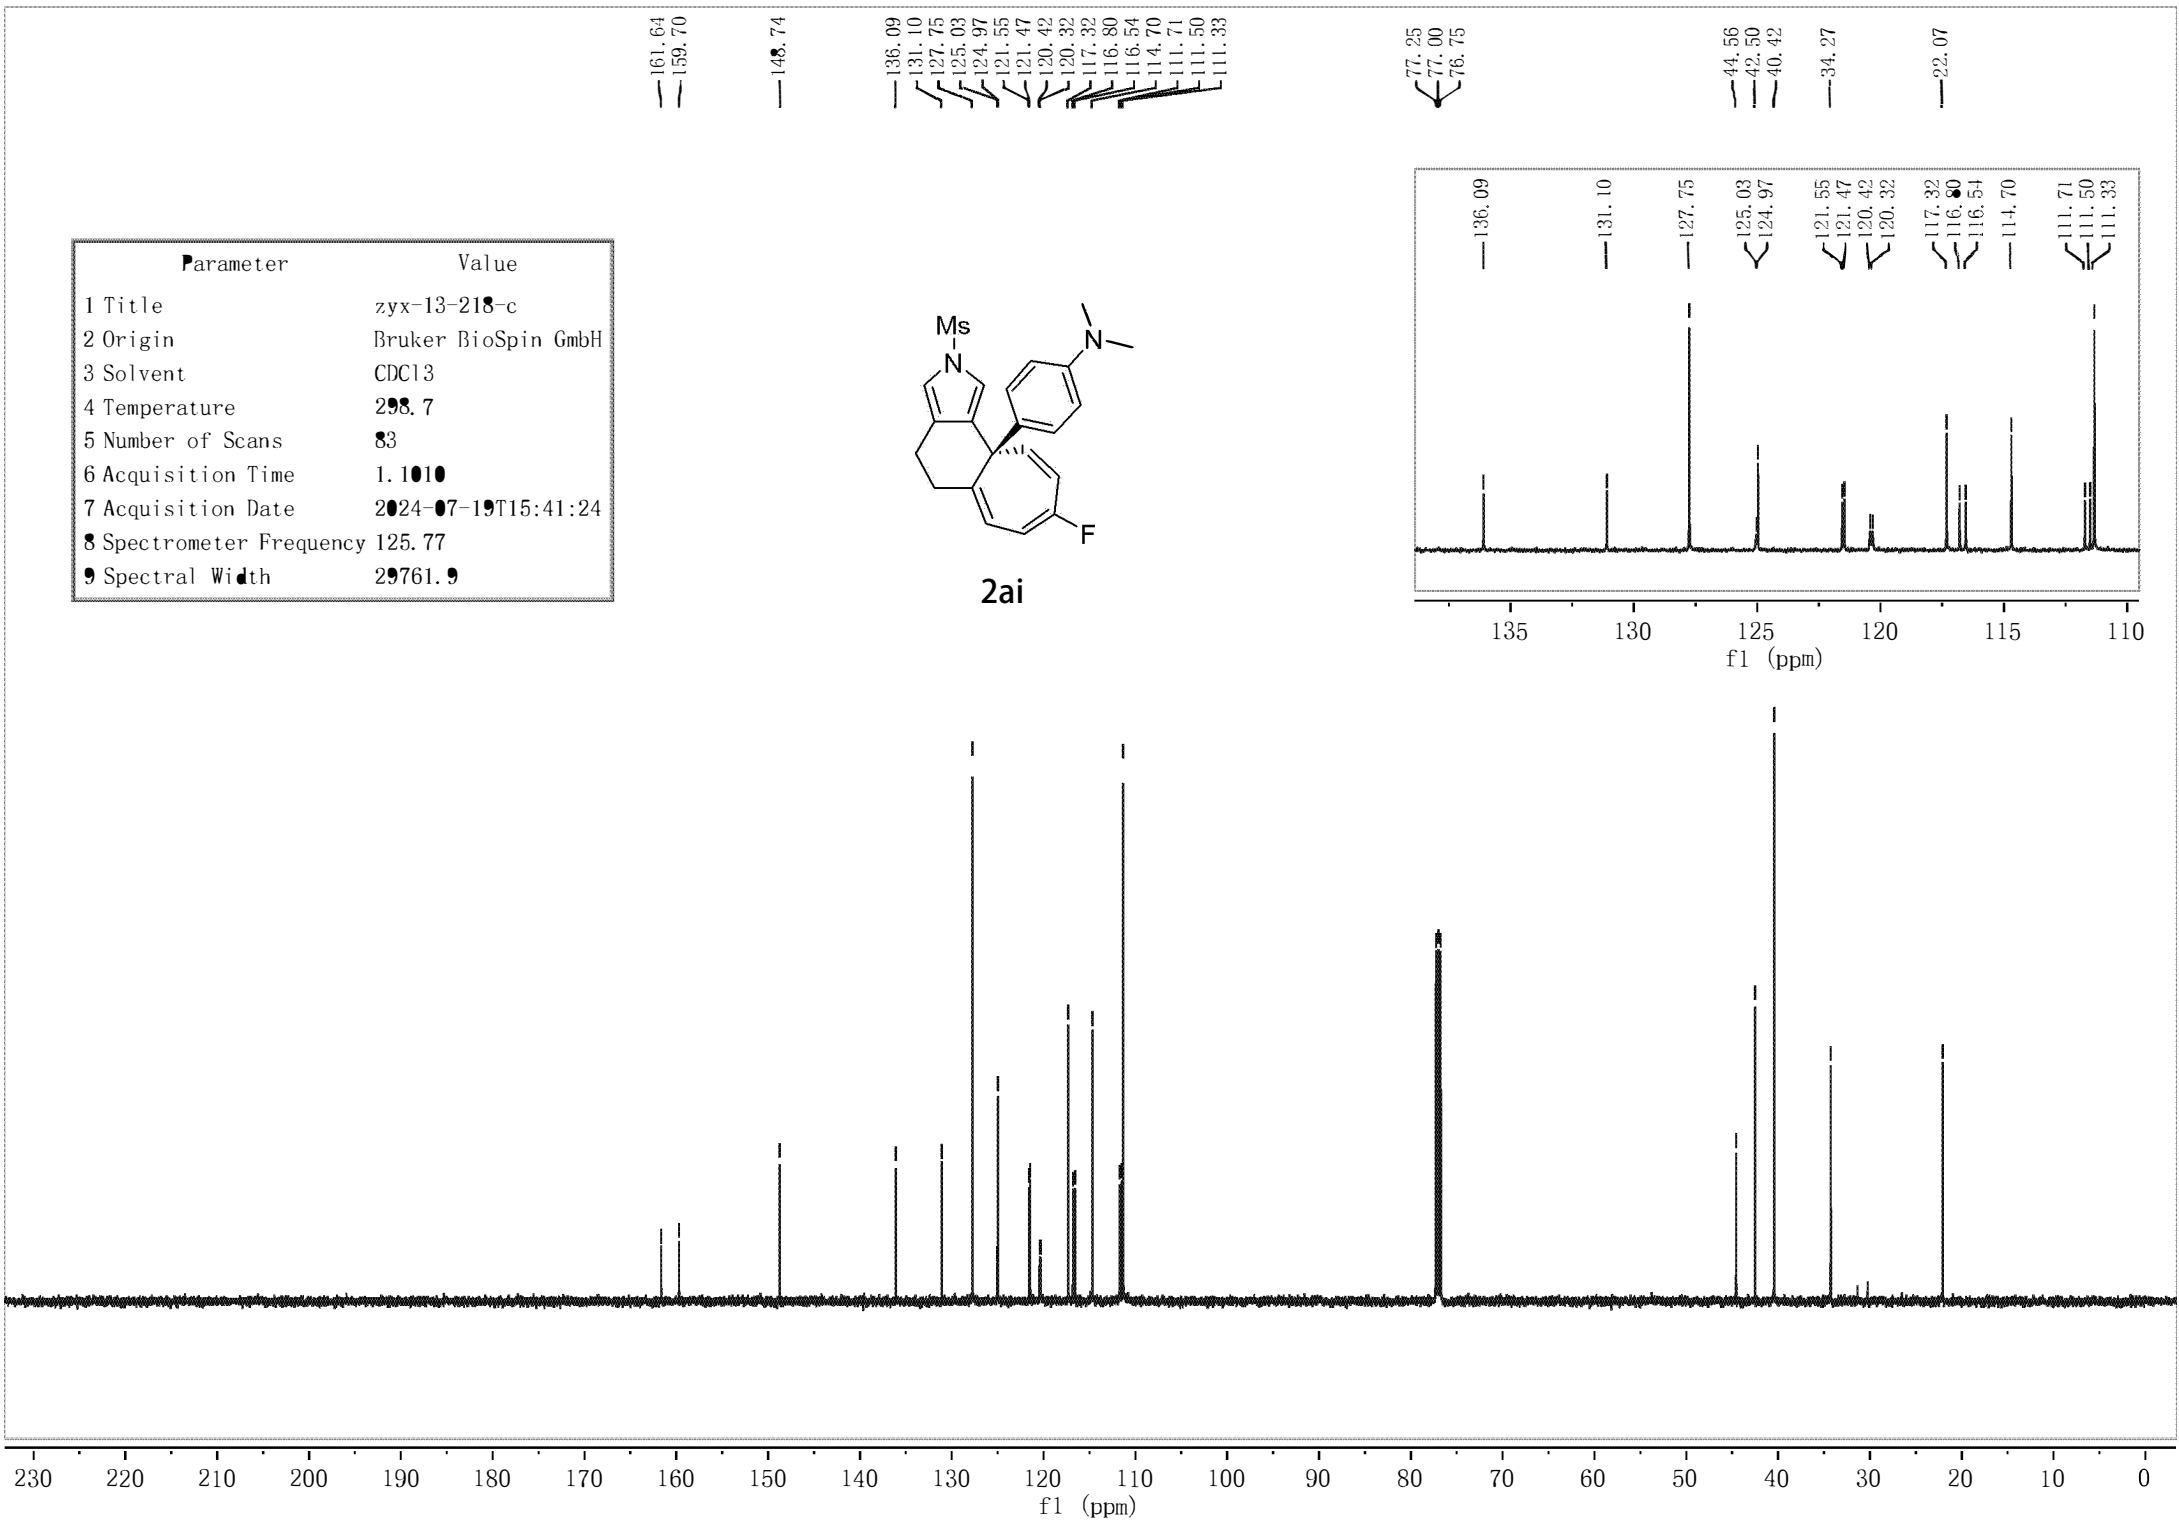 161.64
159.70
148.74
136.09
131.10
127.75
125.03
124.97
121.55
121.47
120.42
120.32
117.32
116.80
116.54
114.70
111.71
111.50
111.33
77.25
77.00
76.75
44.56
42.50
40.42
34.27
22.07
Parameter Value
1 Title zyx-13-218-c
2 Origin Bruker BioSpin GmbH
3 Solvent CDCl3
4 Temperature 298.7
5 Number of Scans 83
6 Acquisition Time 1.1010
7 Acquisition Date 2024-07-19T15:41:24
8 Spectrometer Frequency 125.77
9 Spectral Width 29761.9
Ms
N
N
F
2ai
136.09
131.10
127.75
125.03
124.97
121.55
121.47
120.42
120.32
117.32
116.80
116.54
114.70
111.71
111.50
111.33
135 130 125 120 115 110
f1 (ppm)
230 220 210 200 190 180 170 160 150 140 130 120 110 100 90 80 70 60 50 40 30 20 10 0
f1 (ppm)